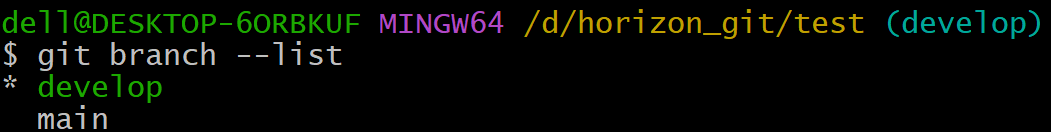 dell@DESKTOP-6ORBKUF MINGW64 /d/horizon_git/test (develop)
$ git branch --list
* develop
  main